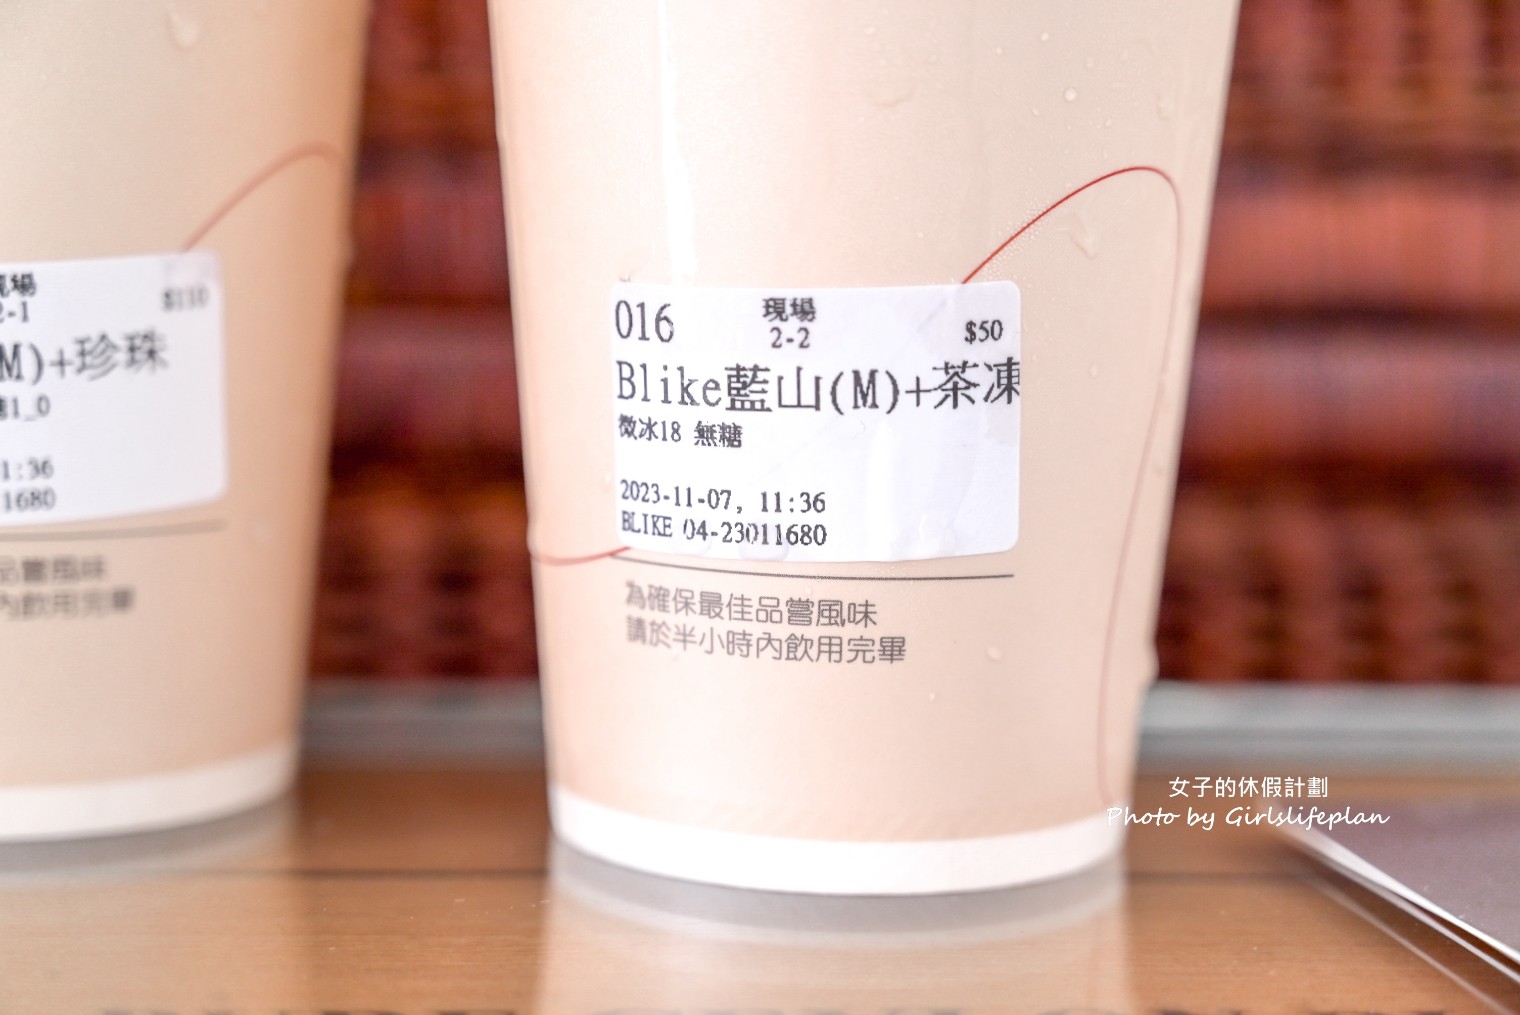 現場
2-1
$110
M)+珍珠
1_0
1:36
1680
品嘗風味
內飲用完畢
016
現場
2-2
$50
Blike藍山(M)+茶凍
微冰18 無糖
2023-11-07, 11:36
BLIKE 04-23011680
為確保最佳品嘗風味
請於半小時內飲用完畢
女子的休假計劃
Photo by Girlslifeplan